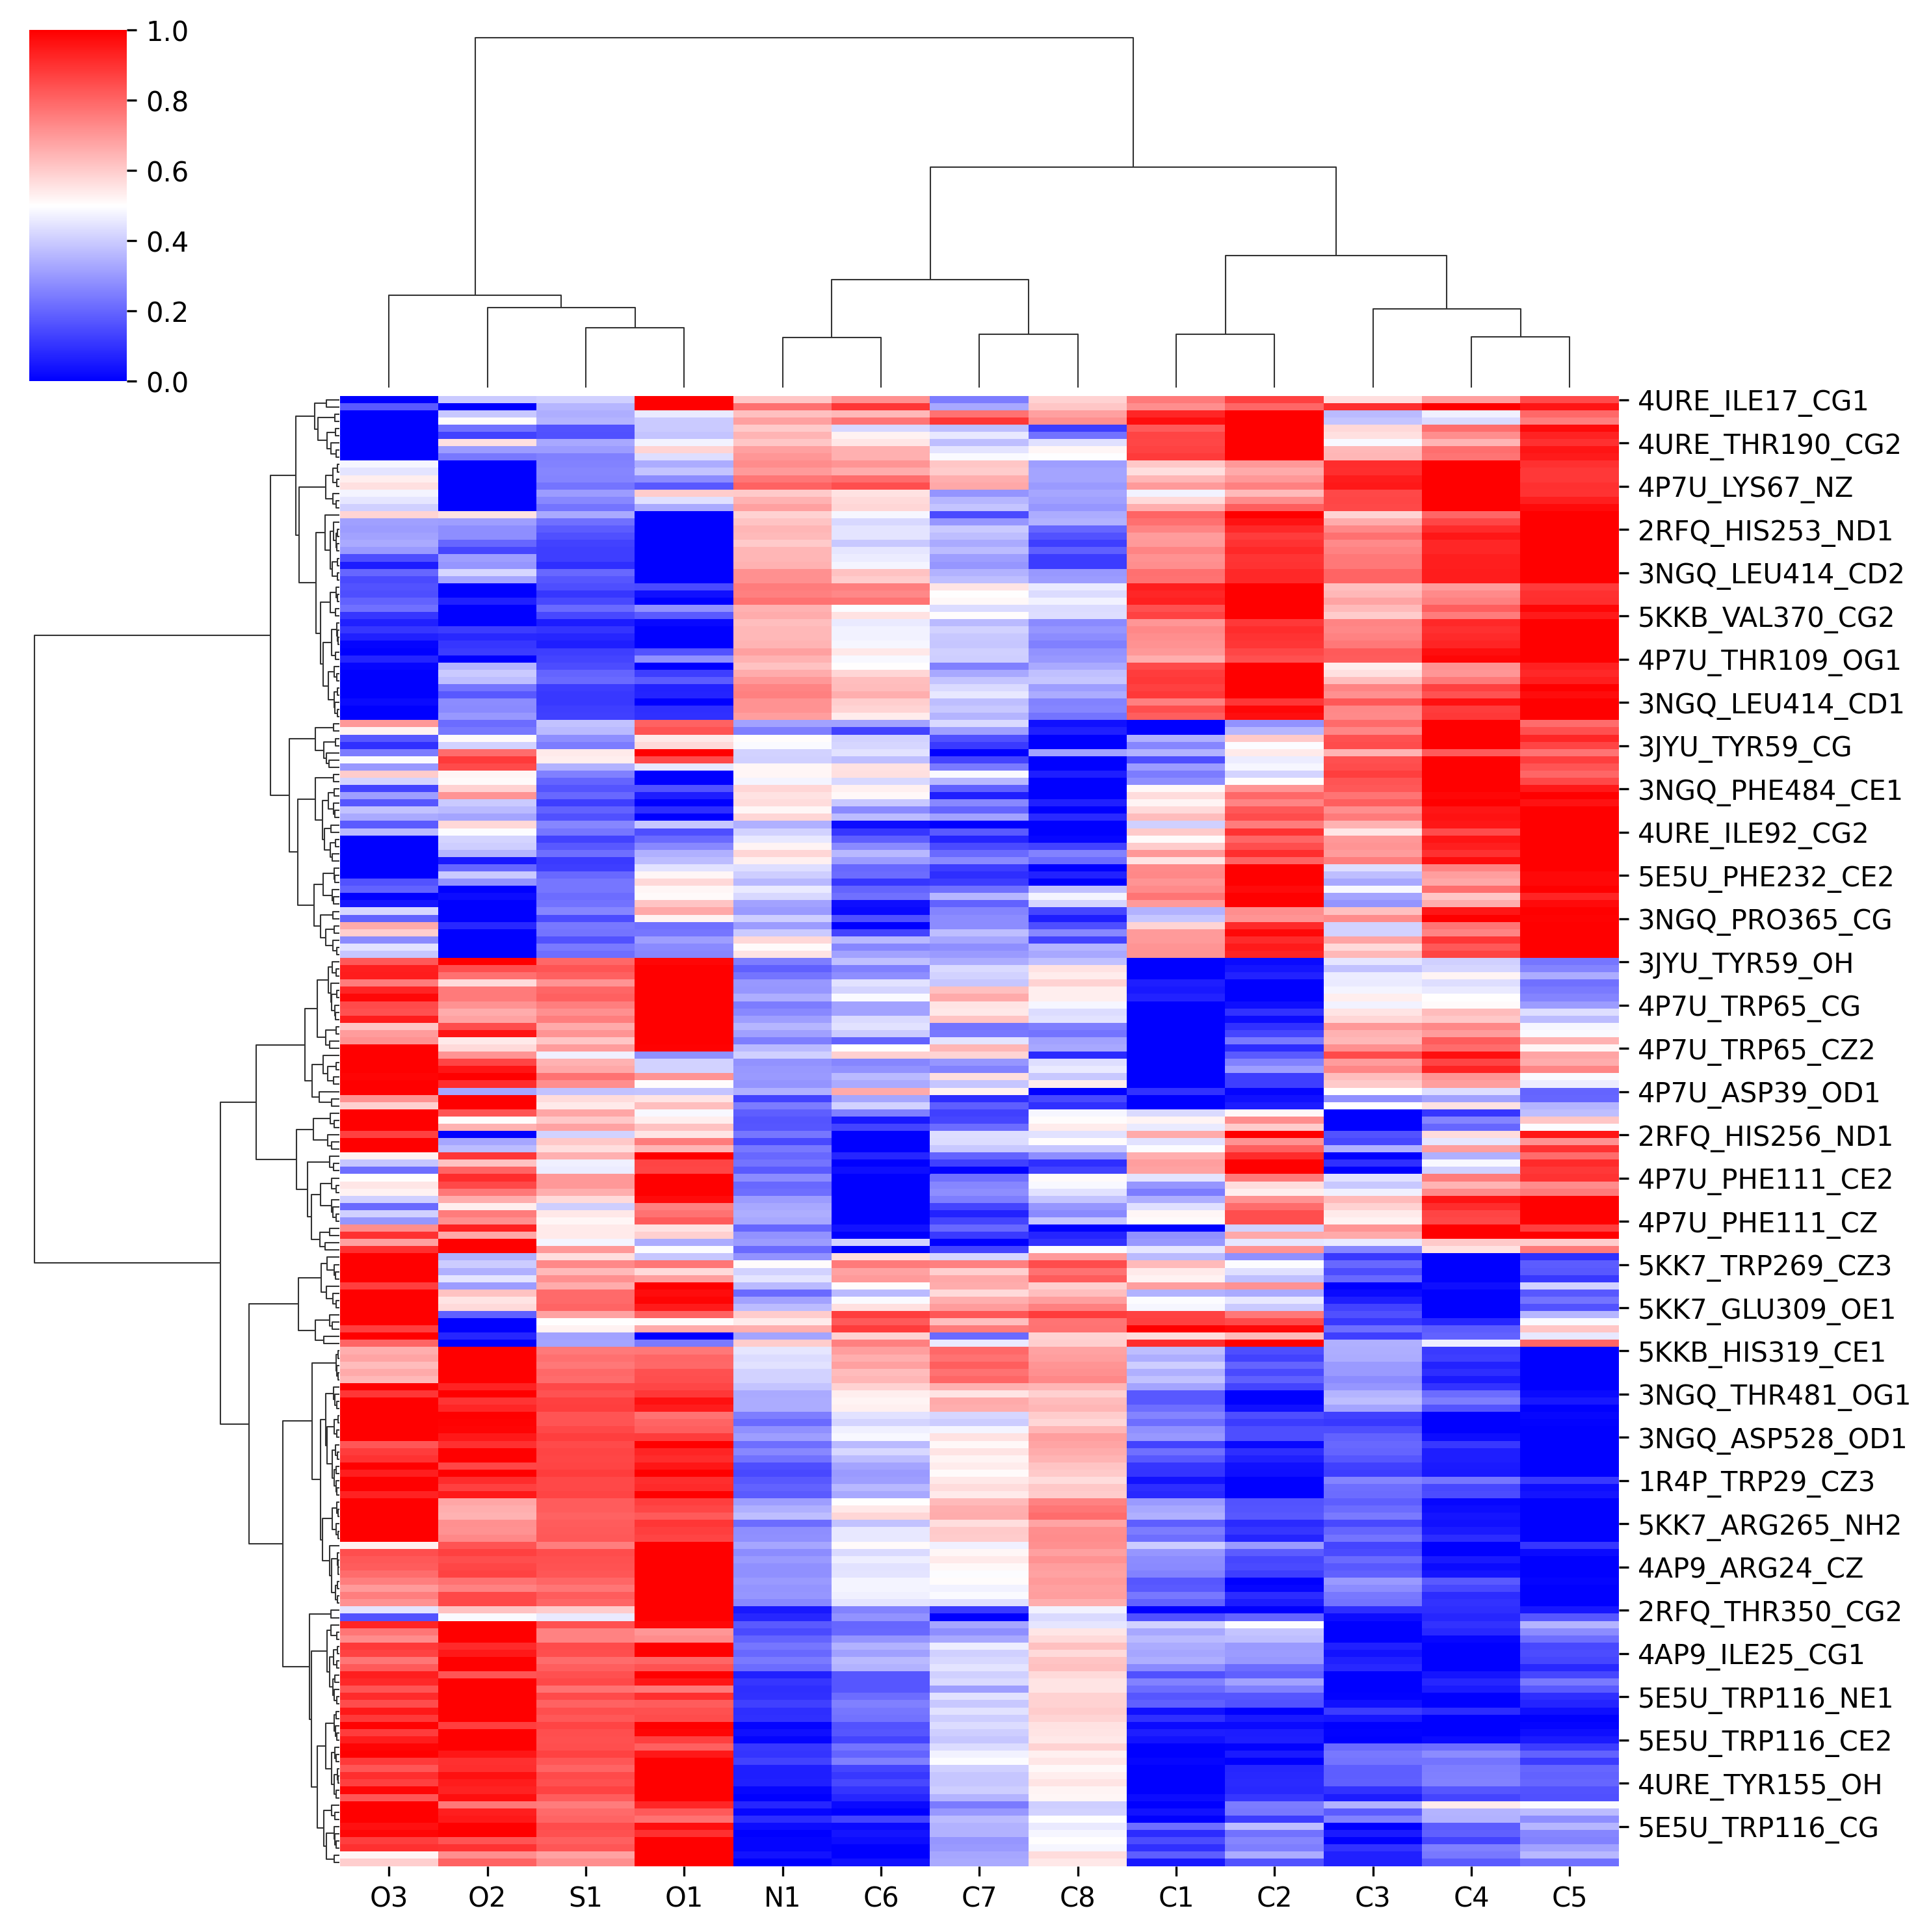 1.0
0.8
0.6
0.4
0.2
0.0
4URE_ILE17_CG1
4URE_THR190_CG2
4P7U_LYS67_NZ
2RFQ_HIS253_ND1
3NGQ_LEU414_CD2
5KKB_VAL370_CG2
4P7U_THR109_OG1
3NGQ_LEU414_CD1
3JYU_TYR59_CG
3NGQ_PHE484_CE1
4URE_ILE92_CG2
5E5U_PHE232_CE2
3NGQ_PRO365_CG
3JYU_TYR59_OH
4P7U_TRP65_CG
4P7U_TRP65_CZ2
4P7U_ASP39_OD1
2RFQ_HIS256_ND1
4P7U_PHE111_CE2
4P7U_PHE111_CZ
5KK7_TRP269_CZ3
5KK7_GLU309_OE1
5KKB_HIS319_CE1
3NGQ_THR481_OG1
3NGQ_ASP528_OD1
1R4P_TRP29_CZ3
5KK7_ARG265_NH2
4AP9_ARG24_CZ
2RFQ_THR350_CG2
4AP9_ILE25_CG1
5E5U_TRP116_NE1
5E5U_TRP116_CE2
4URE_TYR155_OH
5E5U_TRP116_CG
O3 O2 S1 O1 N1 C6 C7 C8 C1 C2 C3 C4 C5